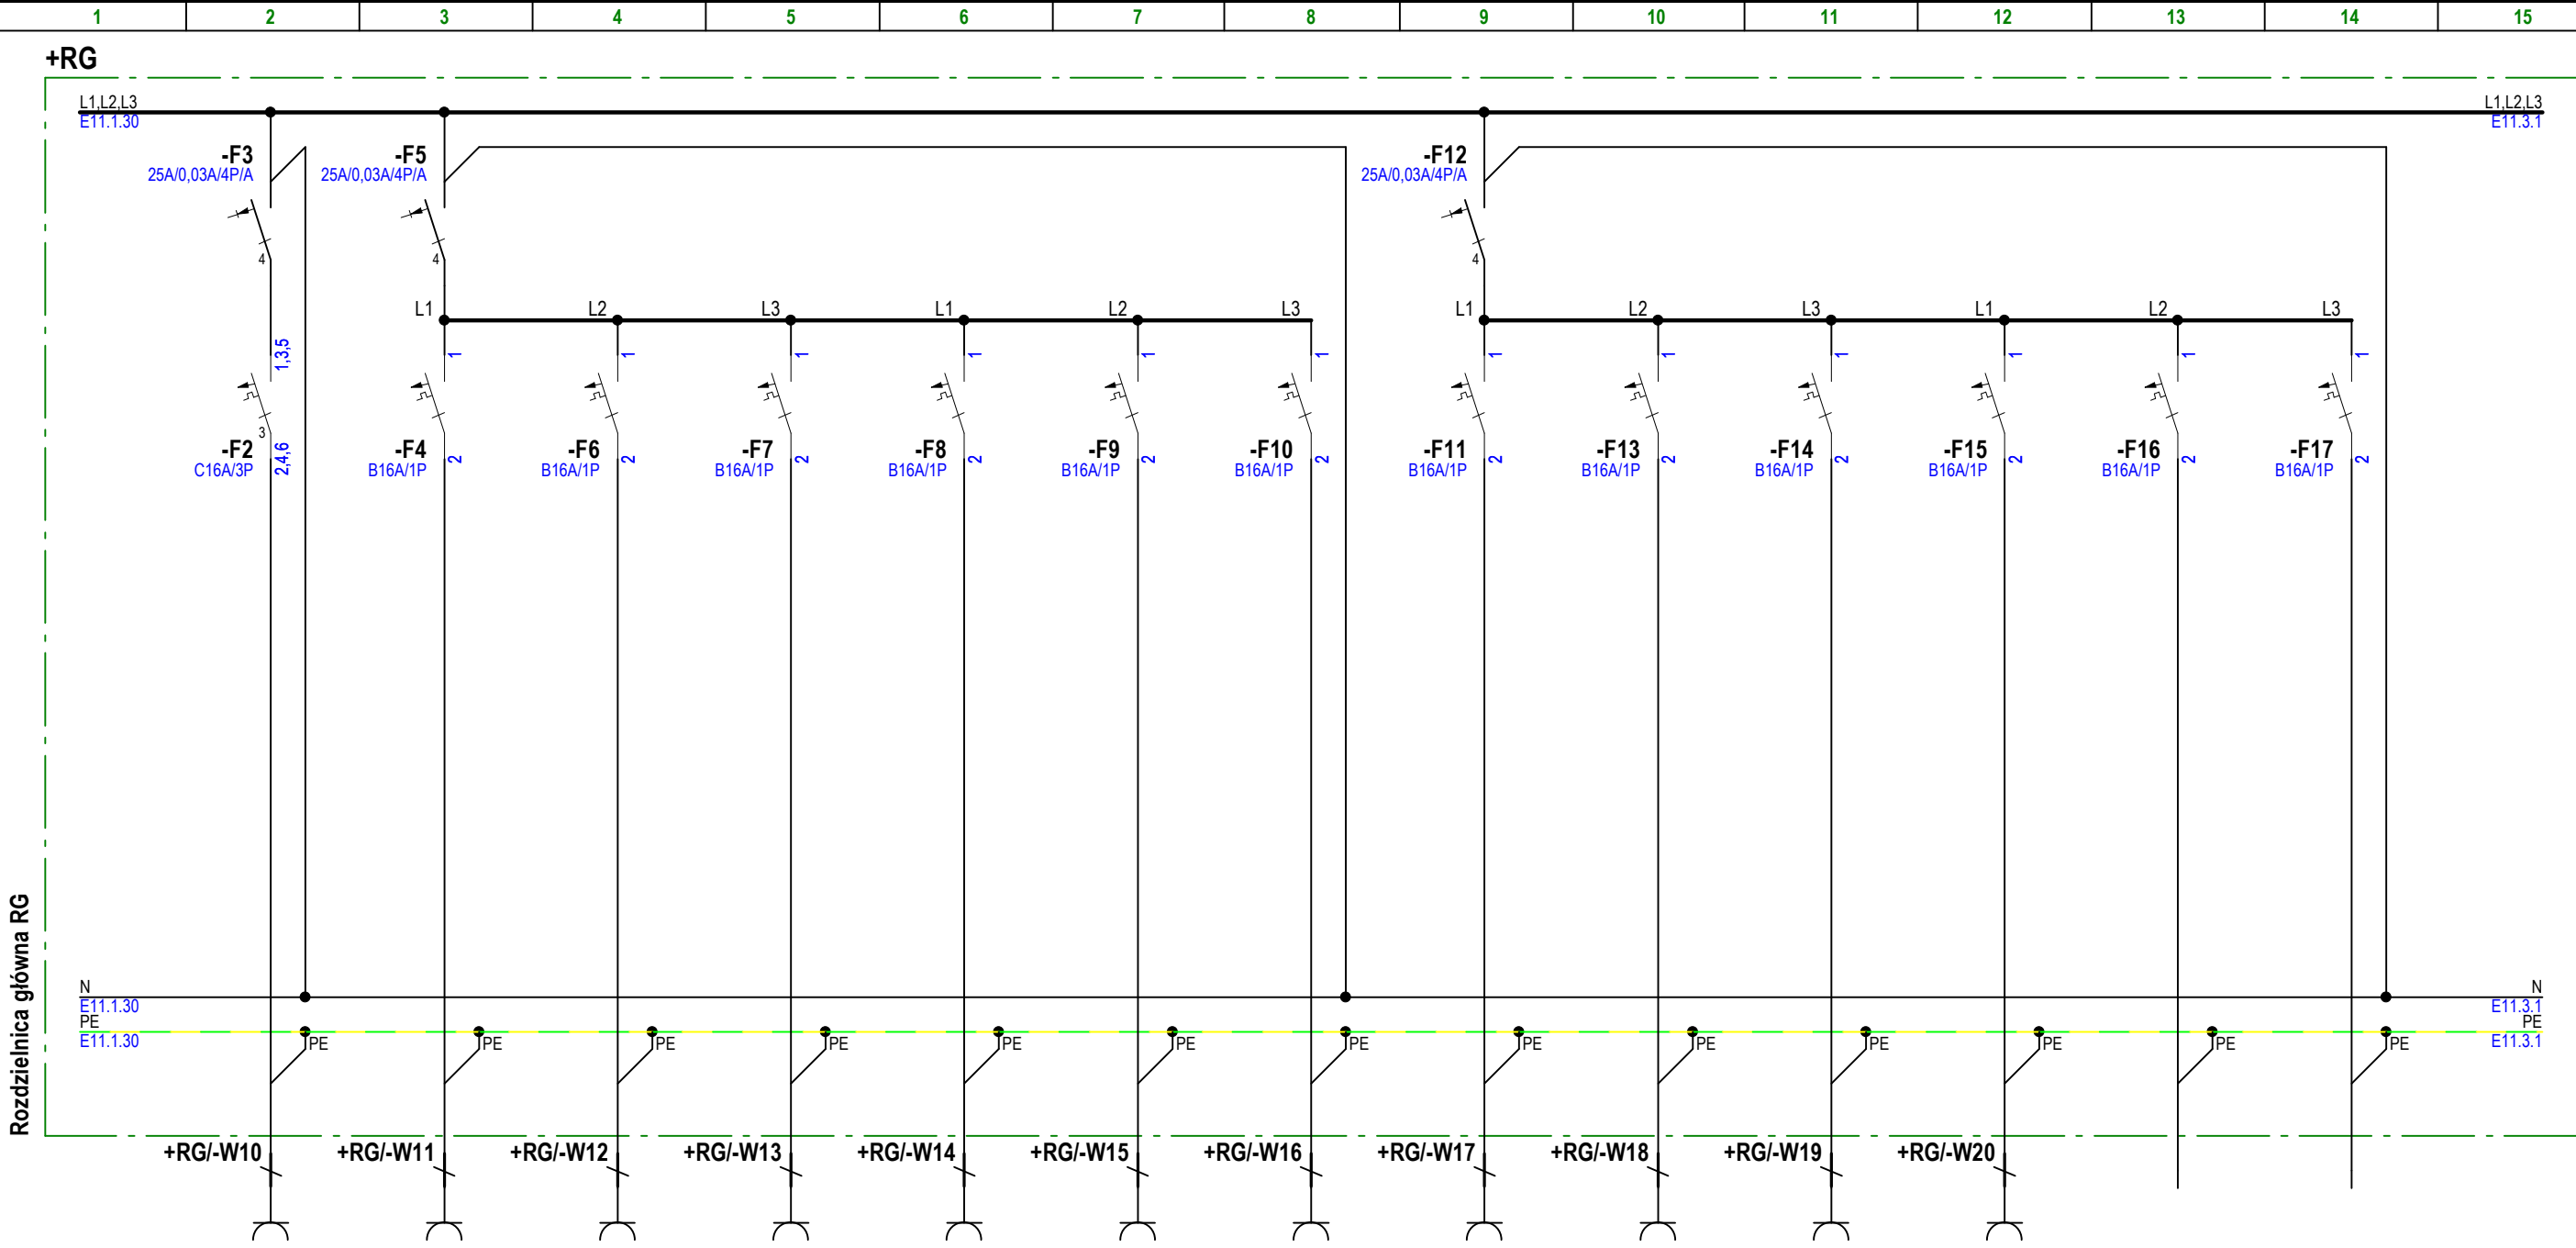 1 2 3 4 5 6 7 8 9 10 11 12 13 14 15
+RG
L1,L2,L3 L1,L2,L3
E11.1.30 E11.3.1
-F3 -F5 -F12
25A/0,03A/4P/A 25A/0,03A/4P/A 25A/0,03A/4P/A
4 4 4
L1 L2 L3 L1 L2 L3 L1 L2 L3 L1 L2 L3
1,3,5 1 1 1 1 1 1 1 1 1 1 1 1
3
-F2 -F4 -F6 -F7 -F8 -F9 -F10 -F11 -F13 -F14 -F15 -F16 -F17
2,4,6 2 2 2 2 2 2 2 2 2 2 2 2
C16A/3P B16A/1P B16A/1P B16A/1P B16A/1P B16A/1P B16A/1P B16A/1P B16A/1P B16A/1P B16A/1P B16A/1P B16A/1P
Rozdzielnica główna RG
N N
E11.1.30 E11.3.1
PE PE
E11.1.30 E11.3.1
PE PE PE PE PE PE PE PE PE PE PE PE PE
+RG/-W10 +RG/-W11 +RG/-W12 +RG/-W13 +RG/-W14 +RG/-W15 +RG/-W16 +RG/-W17 +RG/-W18 +RG/-W19 +RG/-W20